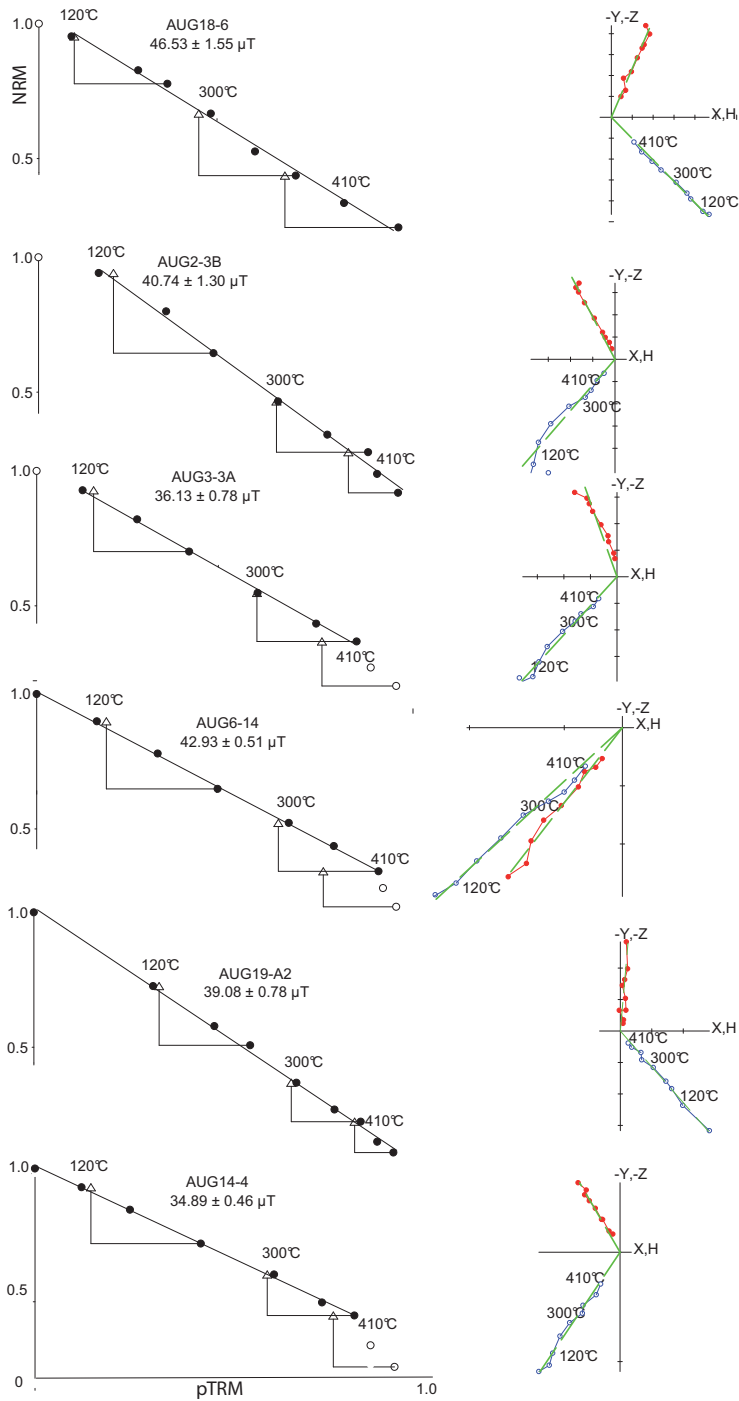 1.0
120℃
AUG18-6
46.53 ± 1.55 μT
NRM
300℃
0.5
410℃
-Y,-Z
X,H
410℃
300℃
120℃
1.0
120℃
AUG2-3B
40.74 ± 1.30 μT
0.5
300℃
410℃
-Y,-Z
X,H
410℃
300℃
120℃
1.0
120℃
AUG3-3A
36.13 ± 0.78 μT
0.5
300℃
410℃
-Y,-Z
X,H
410℃
300℃
120℃
1.0
120℃
AUG6-14
42.93 ± 0.51 μT
0.5
300℃
410℃
-Y,-Z
X,H
410℃
300℃
120℃
1.0
120℃
AUG19-A2
39.08 ± 0.78 μT
0.5
300℃
410℃
-Y,-Z
X,H
410℃
300℃
120℃
1.0
120℃
AUG14-4
34.89 ± 0.46 μT
0.5
300℃
410℃
0
pTRM
1.0
-Y,-Z
X,H
410℃
300℃
120℃